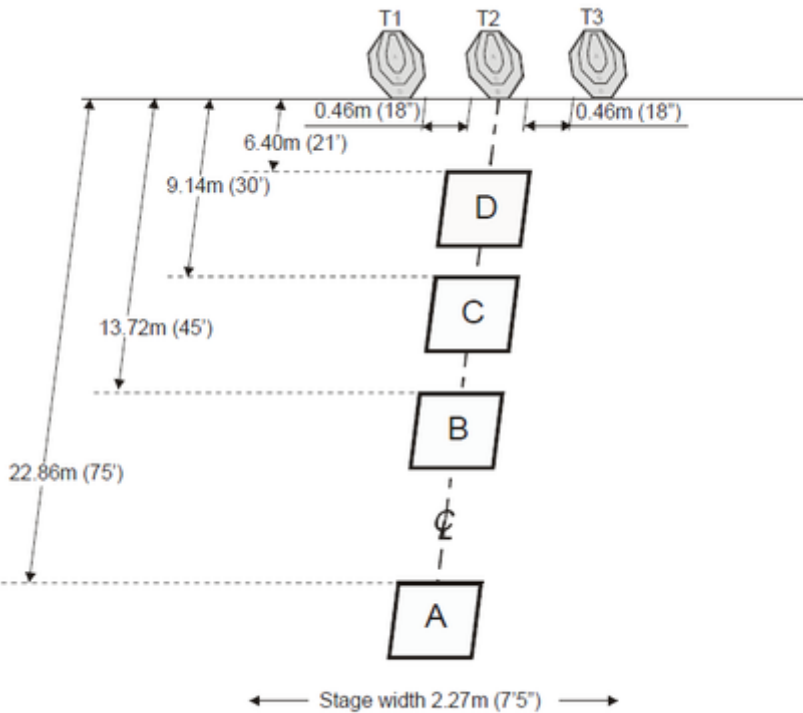 T1 T2 T3
0.46m (18”) 0.46m (18”)
6.40m (21’)
9.14m (30’)
D
C
13.72m (45’)
B
22.86m (75’)
℄
A
Stage width 2.27m (7’5”)